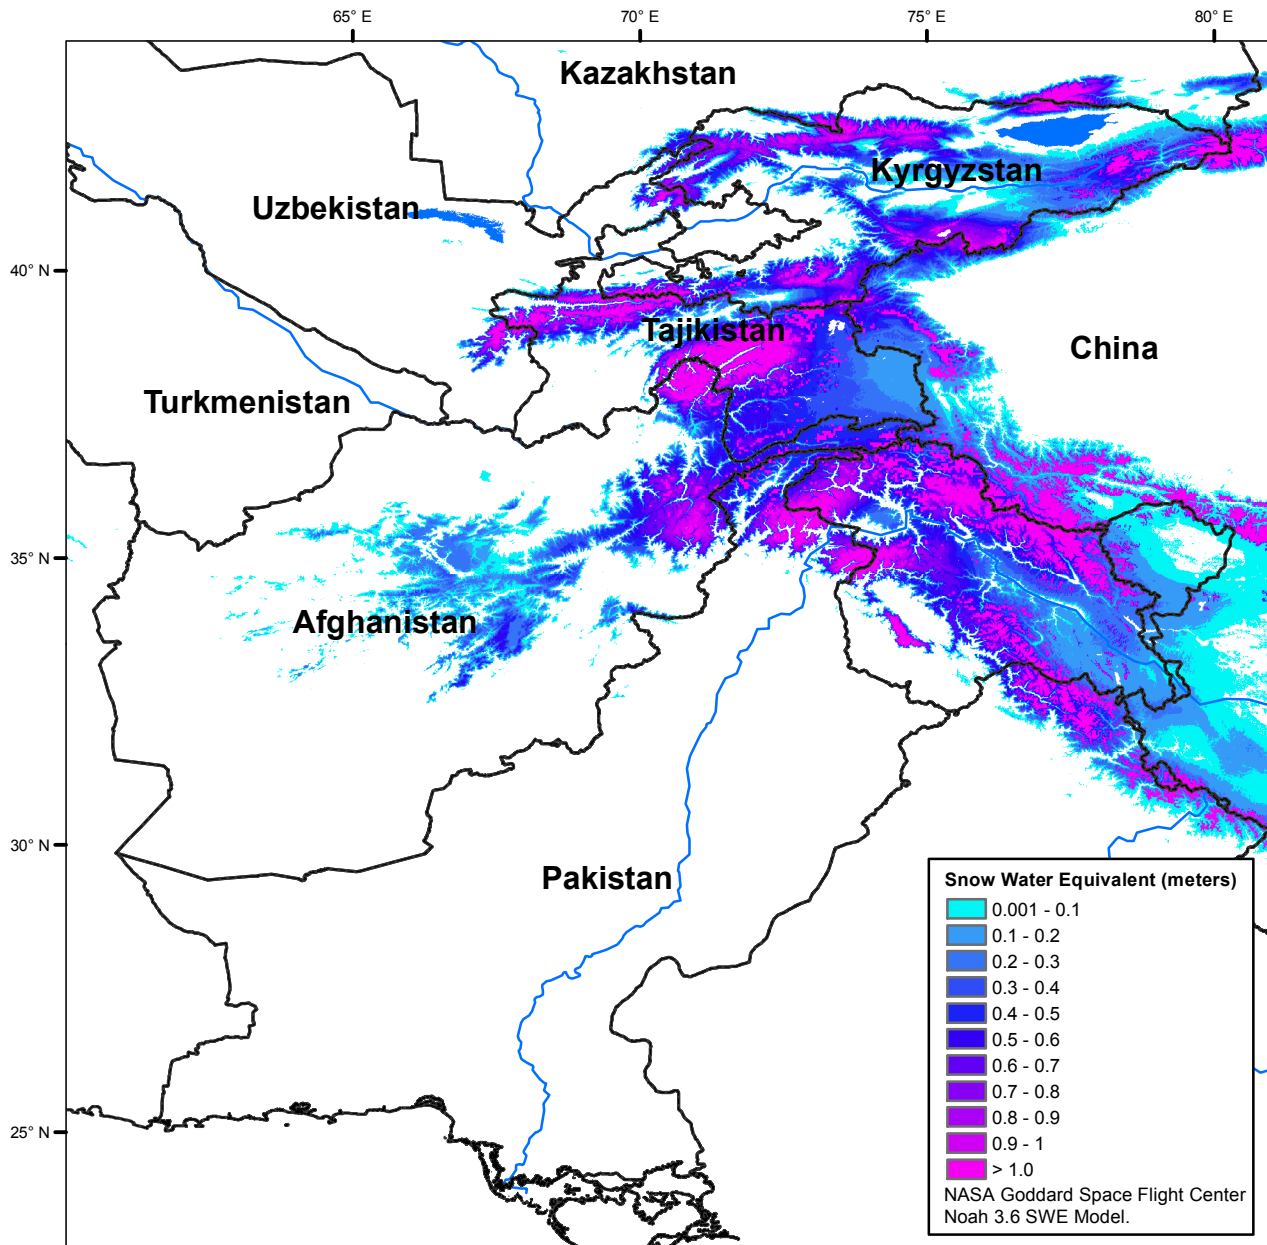 65° E
70° E
75° E
80° E
Kazakhstan
Kyrgyzstan
Uzbekistan
40° N
Tajikistan
China
Turkmenistan
35° N
Afghanistan
30° N
Pakistan
25° N
Snow Water Equivalent (meters)
0.001 - 0.1
0.1 - 0.2
0.2 - 0.3
0.3 - 0.4
0.4 - 0.5
0.5 - 0.6
0.6 - 0.7
0.7 - 0.8
0.8 - 0.9
0.9 - 1
> 1.0
NASA Goddard Space Flight Center
Noah 3.6 SWE Model.